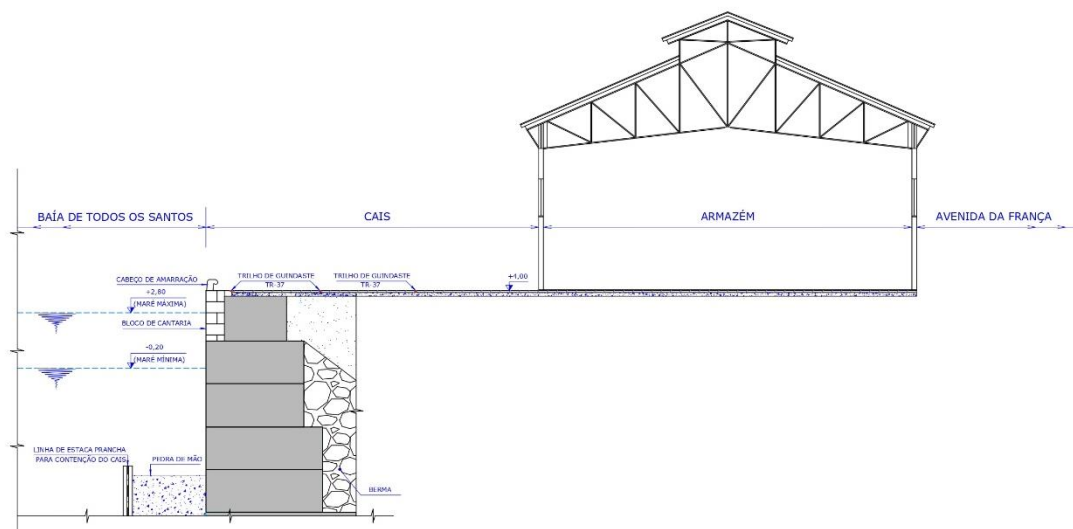 BAÍA DE TODOS OS SANTOS
CAIS
ARMAZÉM
AVENIDA DA FRANÇA
CABEÇO DE AMARRAÇÃO
TRILHO DE GUINDASTE
TR-37
TRILHO DE GUINDASTE
TR-37
+4,00
+2,80
(MARÉ MÁXIMA)
BLOCO DE CANTARIA
-0,20
(MARÉ MÍNIMA)
LINHA DE ESTACA PRANCHA
PARA CONTENÇÃO DO CAIS
PEDRA DE MÃO
BERMA